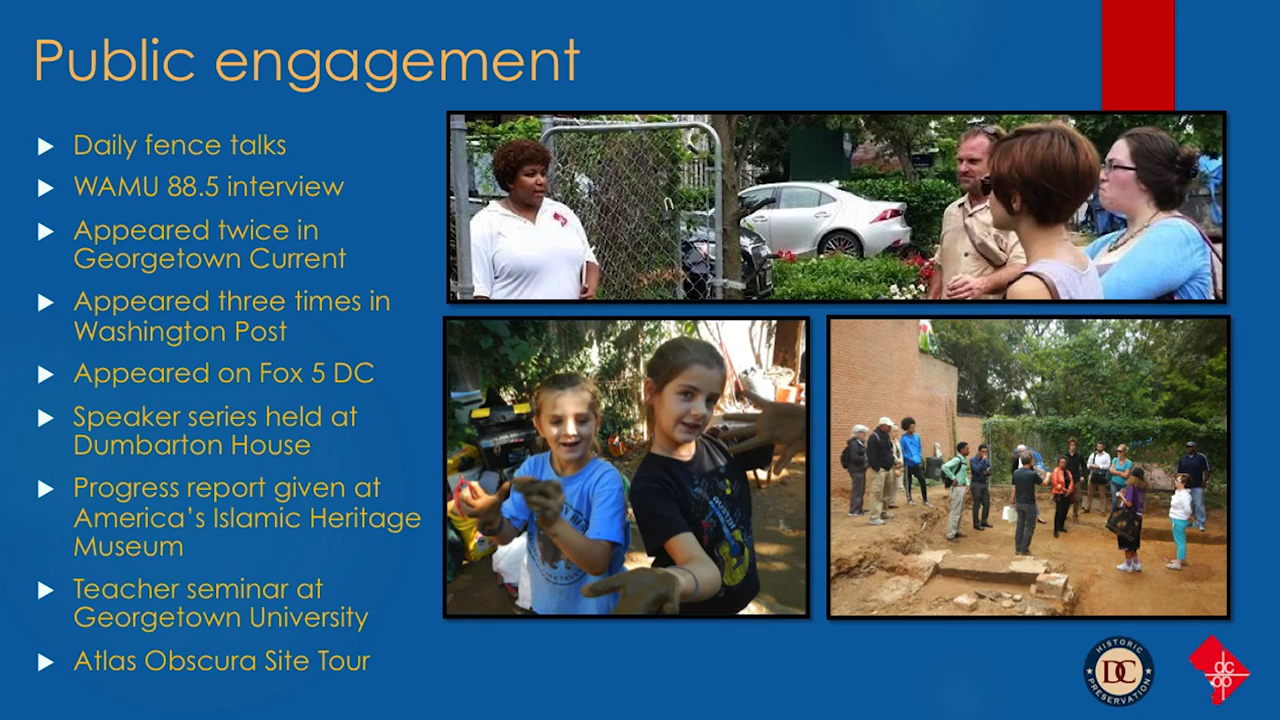 Public engagement
Daily fence talks
WAMU 88.5 interview
Appeared twice in
Georgetown Current
Appeared three times in
Washington Post
Appeared on Fox 5 DC
Speaker series held at
Dumbarton House
Progress report given at
America's Islamic Heritage
Museum
Teacher seminar at
Georgetown University
Atlas Obscura Site Tour
HISTORIC
DC
PRESERVATION
dc
op